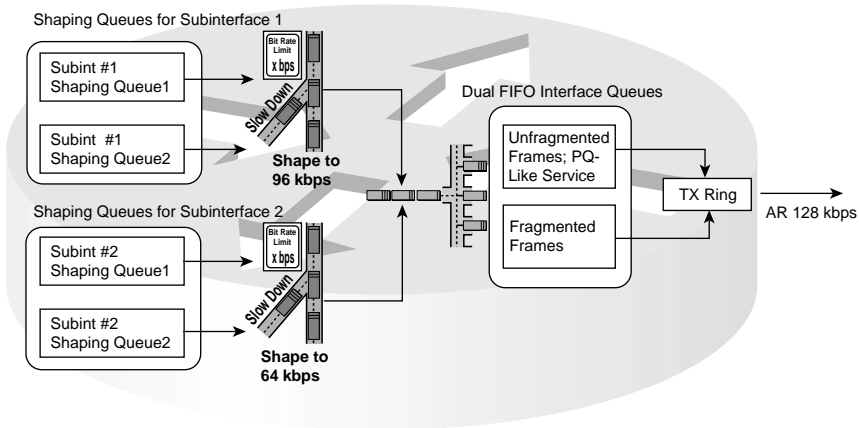 Shaping Queues for Subinterface 1
Subint #1
Shaping Queue1
Subint #1
Shaping Queue2
Bit Rate
Limit
x bps
Slow Down
Shape to
96 kbps
Shaping Queues for Subinterface 2
Subint #2
Shaping Queue1
Subint #2
Shaping Queue2
Bit Rate
Limit
x bps
Slow Down
Shape to
64 kbps
Dual FIFO Interface Queues
Unfragmented
Frames; PQ-
Like Service
Fragmented
Frames
TX Ring
AR 128 kbps